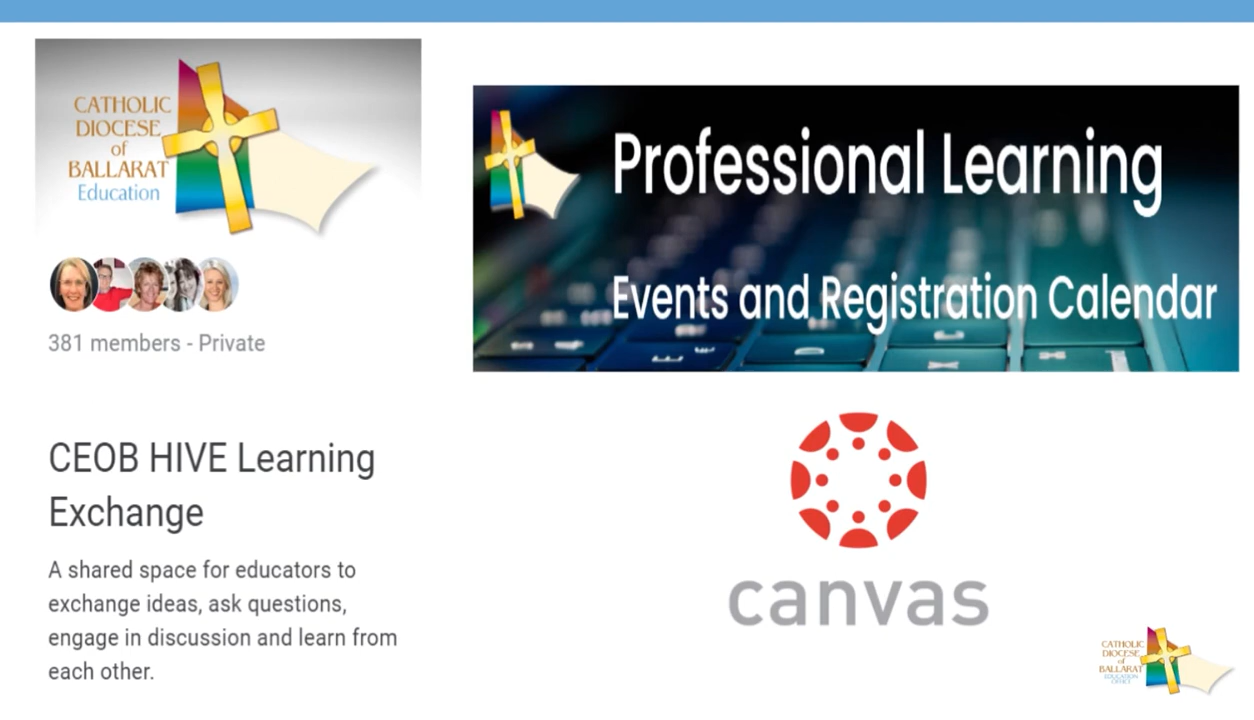 CATHOLIC
DIOCESE
of
BALLARAT
Education
381 members - Private
CEOB HIVE Learning
Exchange
A shared space for educators to
exchange ideas, ask questions,
engage in discussion and learn from
each other.
Professional Learning
Events and Registration Calendar
canvas
CATHOLIC
DIOCESE
of
BALLARAT
EDUCATION
OFFICE